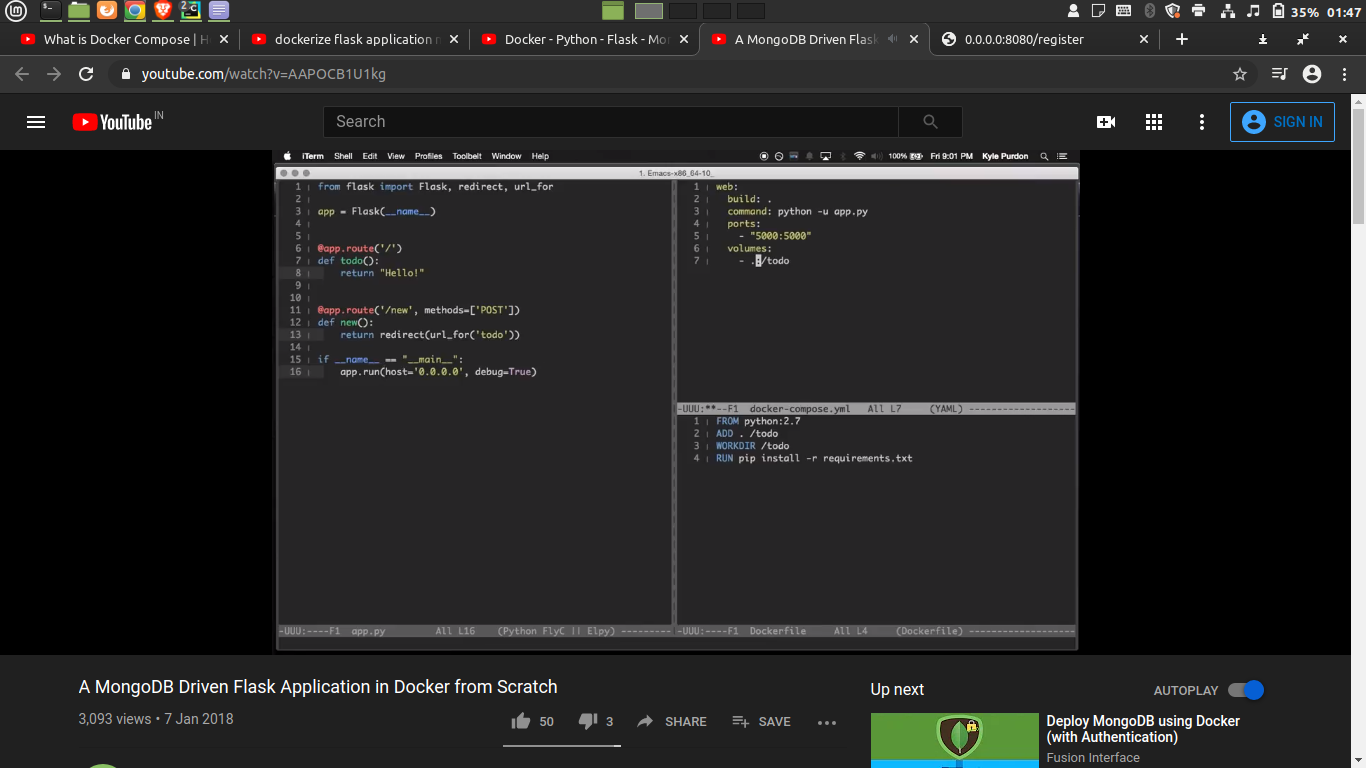 35% 01:47
What is Docker Compose | H
dockerize flask application
Docker - Python - Flask - Mo
A MongoDB Driven Flask
0.0.0.0:8080/register
youtube.com/watch?v=AAPOCB1U1kg
YouTube IN
Search
SIGN IN
iTerm Shell Edit View Profiles Toolbelt Window Help 100% Fri 9:01 PM Kyle Purdon
1. Emacs-x86_64-10_
1 from flask import Flask, redirect, url_for
2
3 app = Flask(__name__)
4
5
6 @app.route('/')
7 def todo():
8 return "Hello!"
9
10
11 @app.route('/new', methods=['POST'])
12 def new():
13 return redirect(url_for('todo'))
14
15 if __name__ == "__main__":
16 app.run(host='0.0.0.0', debug=True)
-UUU:----F1 app.py All L16 (Python FlyC || Elpy) ---------
1 web:
2 build: .
3 command: python -u app.py
4 ports:
5 - "5000:5000"
6 volumes:
7 - .:/todo
-UUU:**--F1 docker-compose.yml All L7 (YAML) -------------------
1 FROM python:2.7
2 ADD . /todo
3 WORKDIR /todo
4 RUN pip install -r requirements.txt
-UUU:----F1 Dockerfile All L4 (Dockerfile) -------------------
A MongoDB Driven Flask Application in Docker from Scratch
3,093 views • 7 Jan 2018
50
3
SHARE
SAVE
Up next
AUTOPLAY
Deploy MongoDB using Docker
(with Authentication)
Fusion Interface